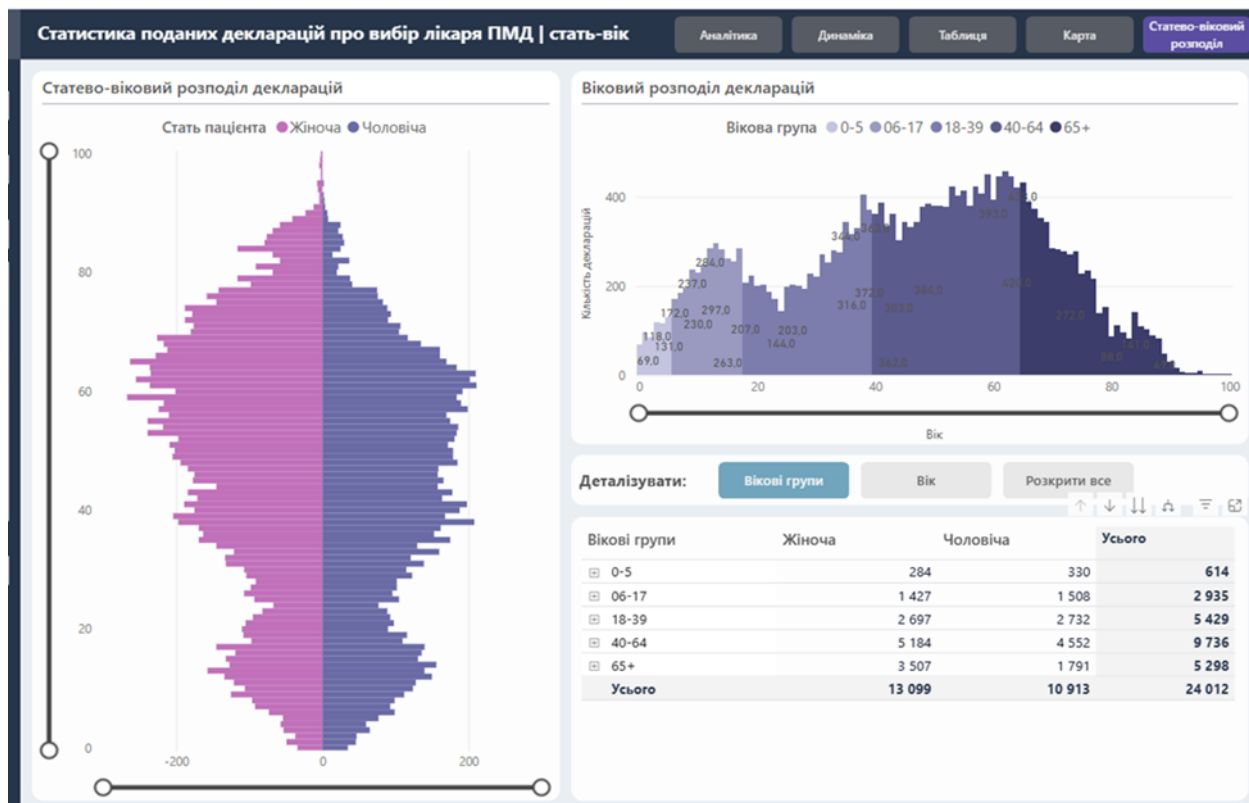 Статистика поданих декларацій про вибір лікаря ПМД | стать-вік
Аналітика
Динаміка
Таблиця
Карта
Статево-віковий
розподіл
Статево-віковий розподіл декларацій
Стать пацієнта Жіноча Чоловіча
100
80
60
40
20
0
-200 0 200
Віковий розподіл декларацій
Вікова група 0-5 06-17 18-39 40-64 65+
Кількість декларацій
400
200
0
69,0
118,0
131,0
172,0
237,0
230,0
284,0
297,0
263,0
207,0
144,0
203,0
344,0
316,0
372,0
384,0
272,0
141,0
0 20 40 60 80 100
Вік
Деталізувати:
Вікові групи
Вік
Розкрити все
Вікові групи Жіноча Чоловіча Усього
0-5 284 330 614
06-17 1 427 1 508 2 935
18-39 2 697 2 732 5 429
40-64 5 184 4 552 9 736
65+ 3 507 1 791 5 298
Усього 13 099 10 913 24 012